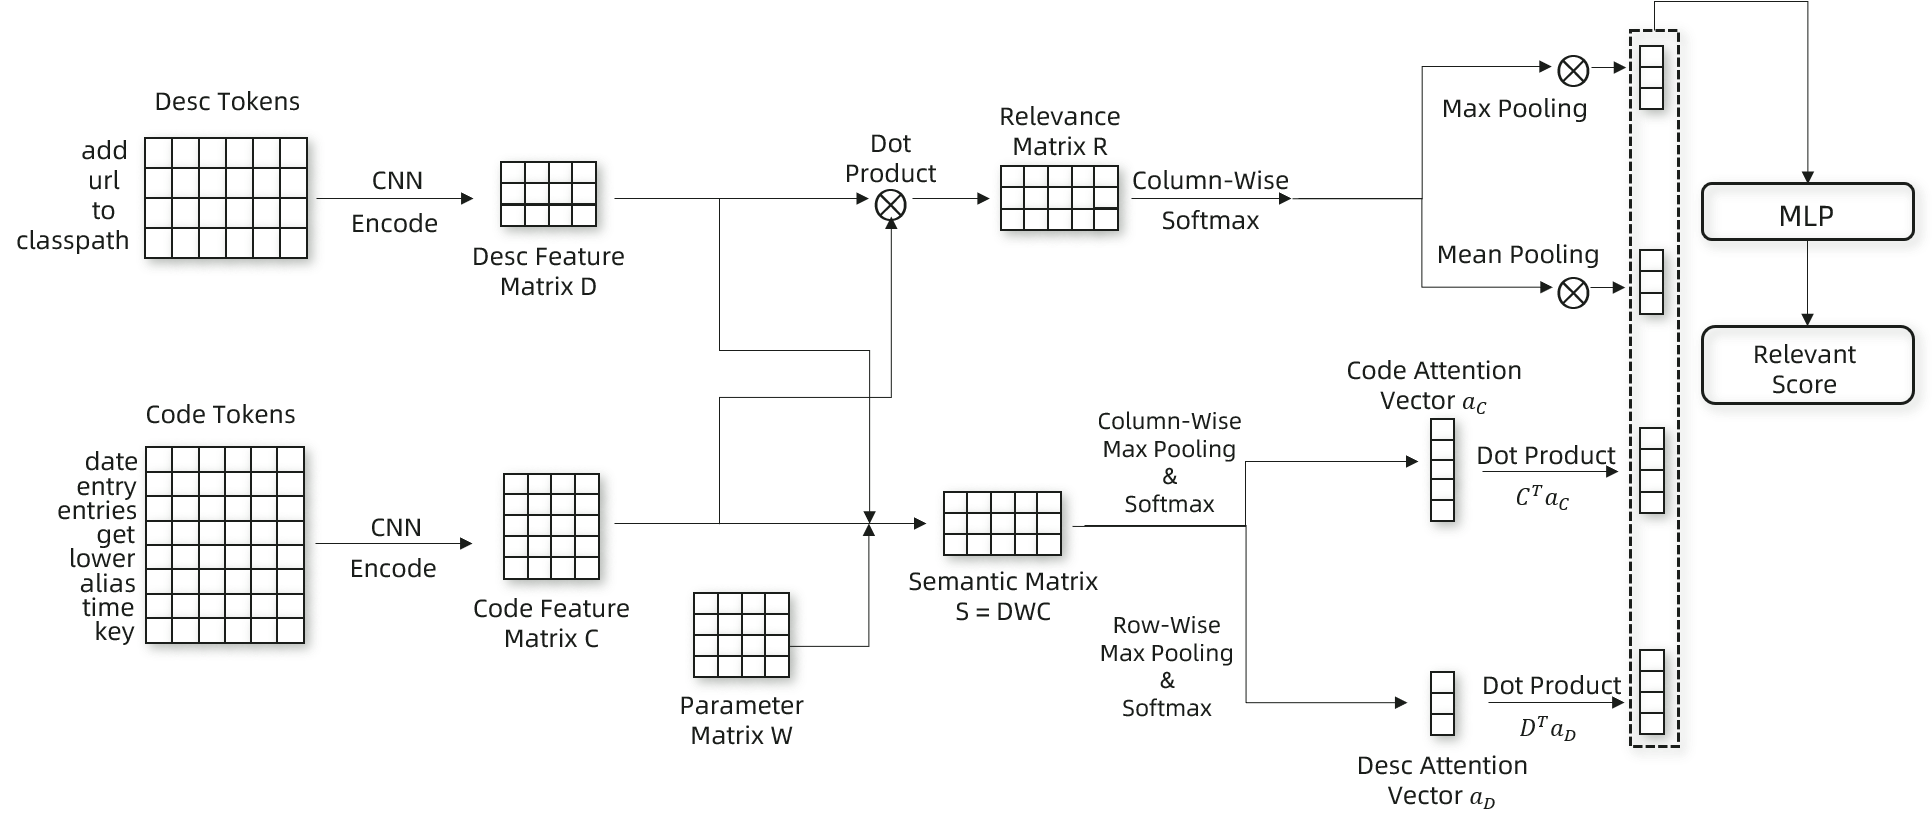 Desc Tokens
add
url
to
classpath
CNN
Encode
Desc Feature
Matrix D
Dot
Product
Relevance
Matrix R
Column-Wise
Softmax
Max Pooling
Mean Pooling
MLP
Relevant
Score
Code Tokens
date
entry
entries
get
lower
alias
time
key
CNN
Encode
Code Feature
Matrix C
Parameter
Matrix W
Semantic Matrix
S = DWC
Column-Wise
Max Pooling
&
Softmax
Row-Wise
Max Pooling
&
Softmax
Code Attention
Vector a_C
Dot Product
C^T a_C
Dot Product
D^T a_D
Desc Attention
Vector a_D